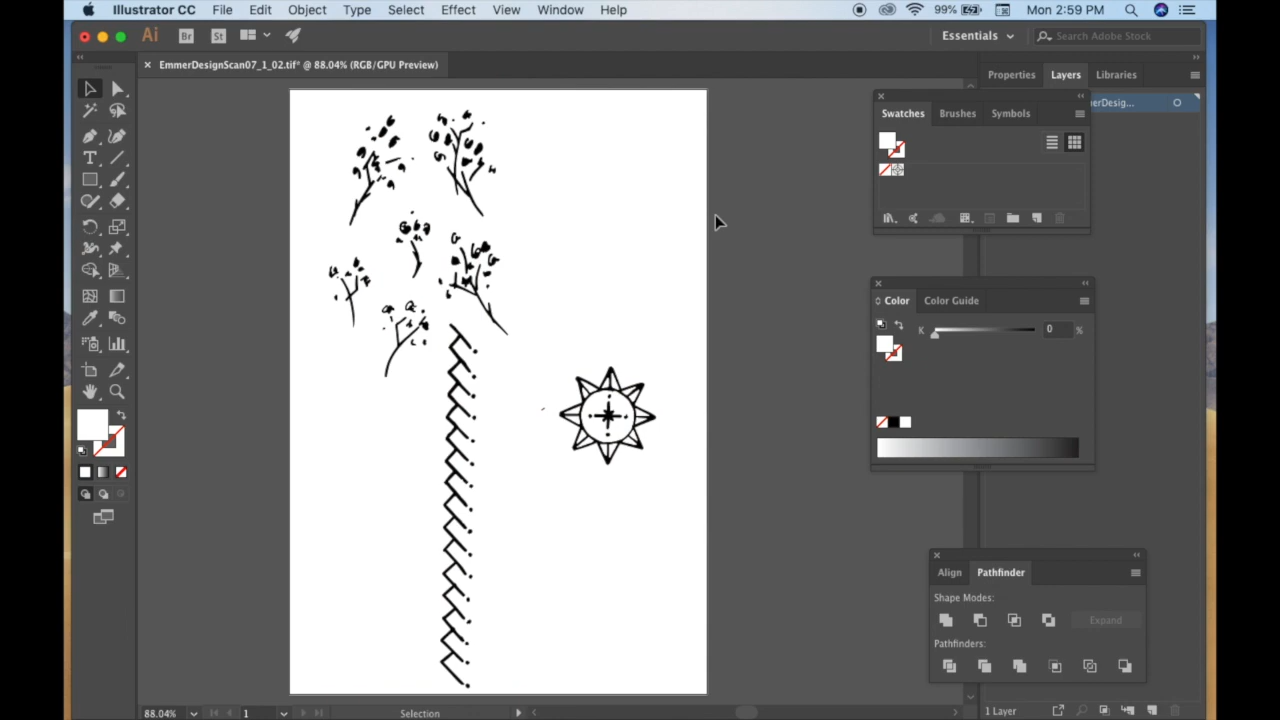 Illustrator CC File Edit Object Type Select Effect View Window Help 99% Mon 2:59 PM
Ai Br St Essentials Search Adobe Stock
× EmmerDesignScan07_1_02.tif* @ 88.04% (RGB/GPU Preview)
Properties Layers Libraries
merDesig...
Swatches Brushes Symbols
Color Color Guide
K 0 %
Align Pathfinder
Shape Modes:
Expand
Pathfinders:
88.04% 1 Selection 1 Layer